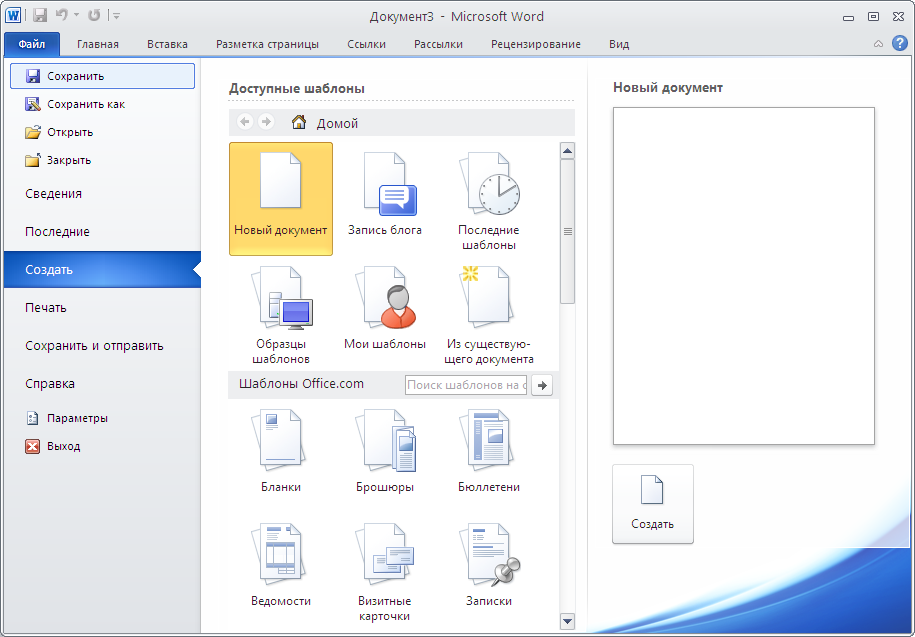 Документ3 - Microsoft Word
Файл Главная Вставка Разметка страницы Ссылки Рассылки Рецензирование Вид
Сохранить
Сохранить как
Открыть
Закрыть
Сведения
Последние
Создать
Печать
Сохранить и отправить
Справка
Параметры
Выход
Доступные шаблоны
Домой
Новый документ
Запись блога
Последние
шаблоны
Образцы
шаблонов
Мои шаблоны
Из существую-
щего документа
Шаблоны Office.com
Поиск шаблонов на
Бланки
Брошюры
Бюллетени
Ведомости
Визитные
карточки
Записки
Новый документ
Создать